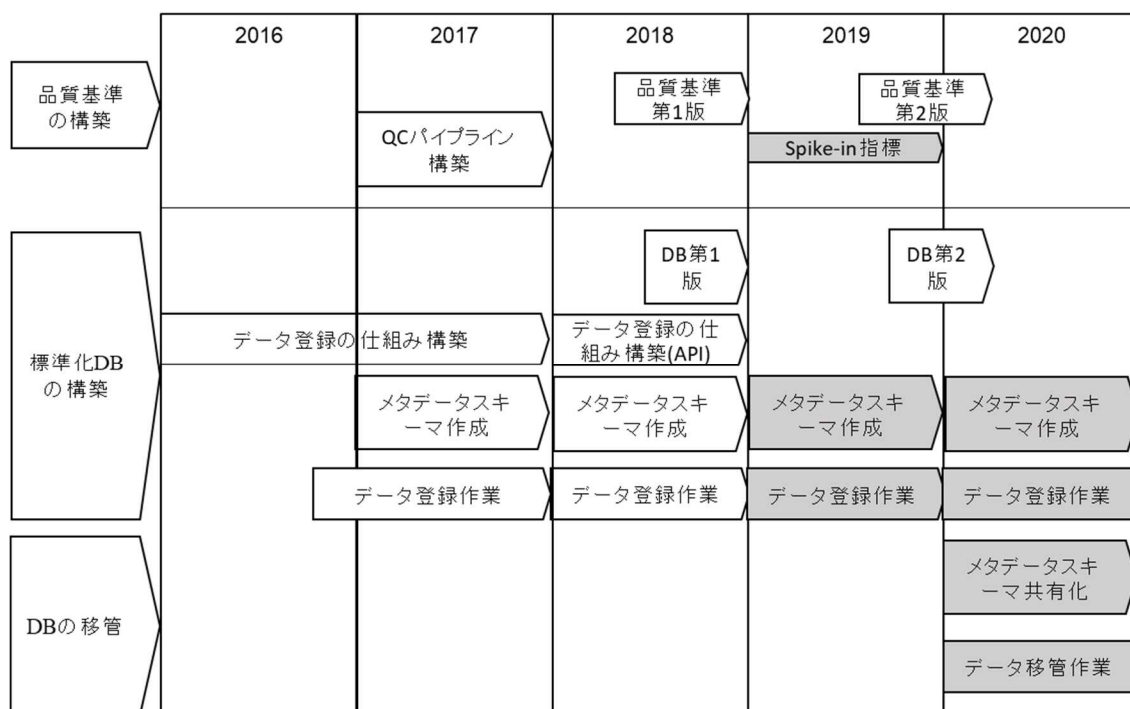 2016
2017
2018
2019
2020
品質基準
の構築
QCパイプライン
構築
品質基準
第1版
Spike-in指標
品質基準
第2版
標準化DB
の構築
DB第1
版
DB第2
版
データ登録の仕組み構築
データ登録の仕
組み構築(API)
メタデータスキ
ーマ作成
メタデータスキ
ーマ作成
メタデータスキ
ーマ作成
メタデータスキ
ーマ作成
データ登録作業
データ登録作業
データ登録作業
データ登録作業
DBの移管
メタデータスキ
ーマ共有化
データ移管作業